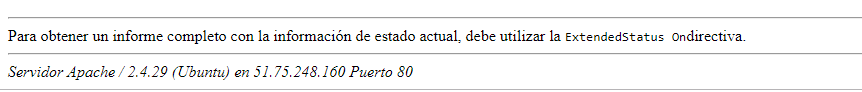 Para obtener un informe completo con la información de estado actual, debe utilizar la ExtendedStatus Ondirectiva.
Servidor Apache / 2.4.29 (Ubuntu) en 51.75.248.160 Puerto 80